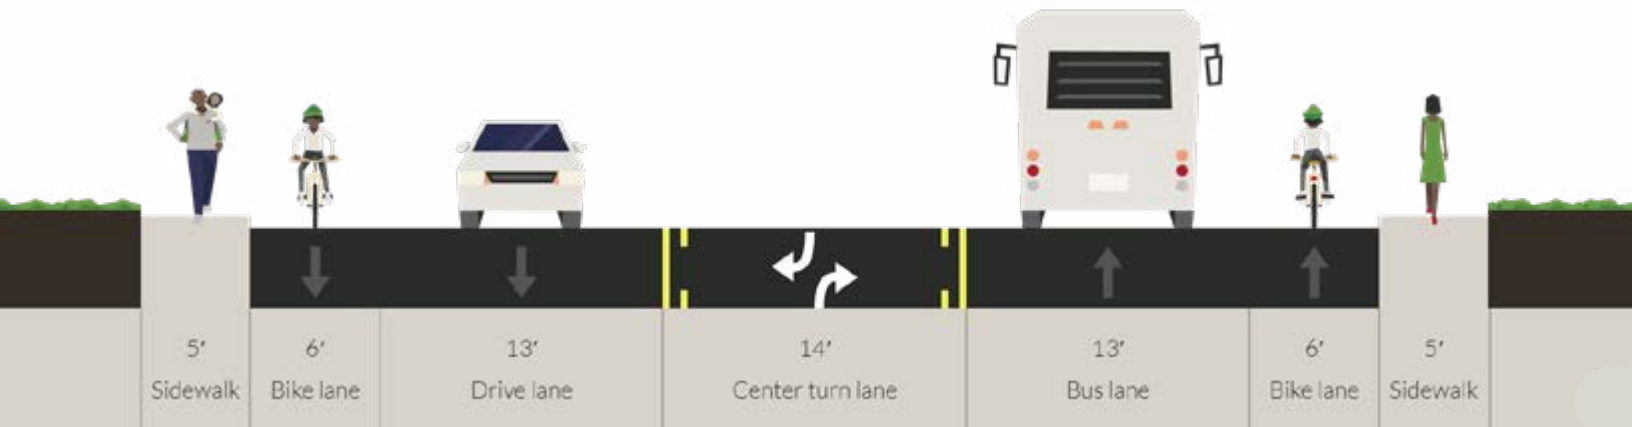 5′ 6′ 13′ 14′ 13′ 6′ 5′
Sidewalk Bike lane Drive lane Center turn lane Bus lane Bike lane Sidewalk